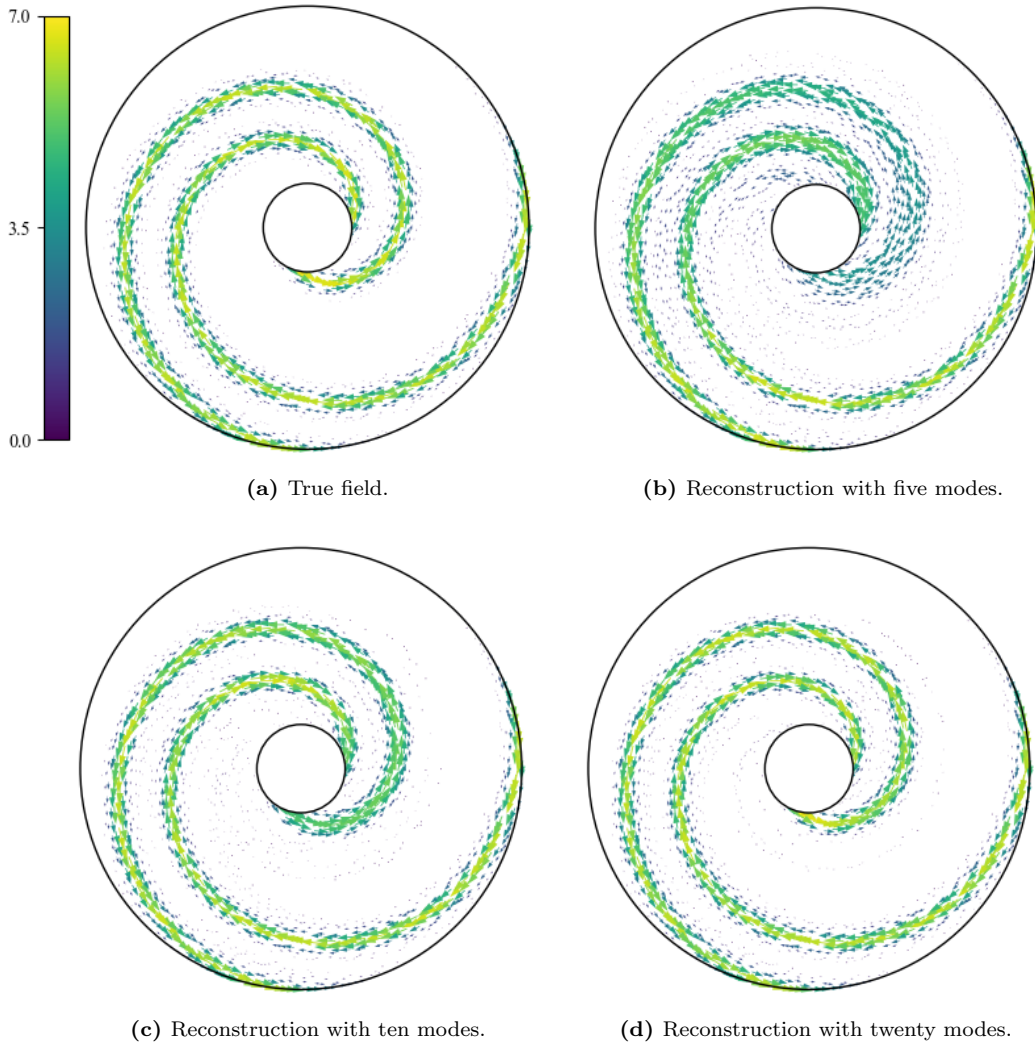 7.0
3.5
0.0
(a) True field.
(b) Reconstruction with five modes.
(c) Reconstruction with ten modes.
(d) Reconstruction with twenty modes.